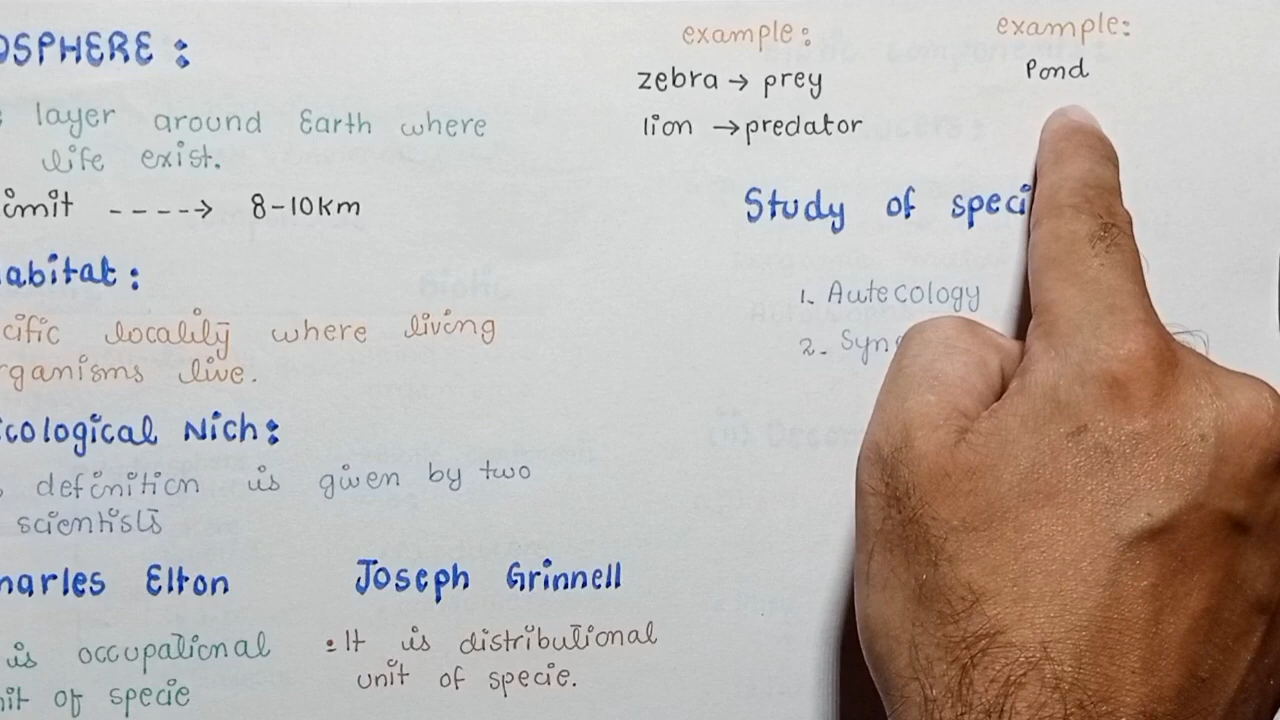 OSPHERE:
layer around Earth where
life exist.
imit ----→ 8-10km
abitat:
cific locality where living
rganisms live.
cological Nich:
definition is given by two
scientists
harles Elton
is occupational
nit of specie
Joseph Grinnell
:It is distributional
unit of specie.
example:
zebra → prey
lion → predator
example:
Pond
Study of speci
1. Autecology
2. Syn